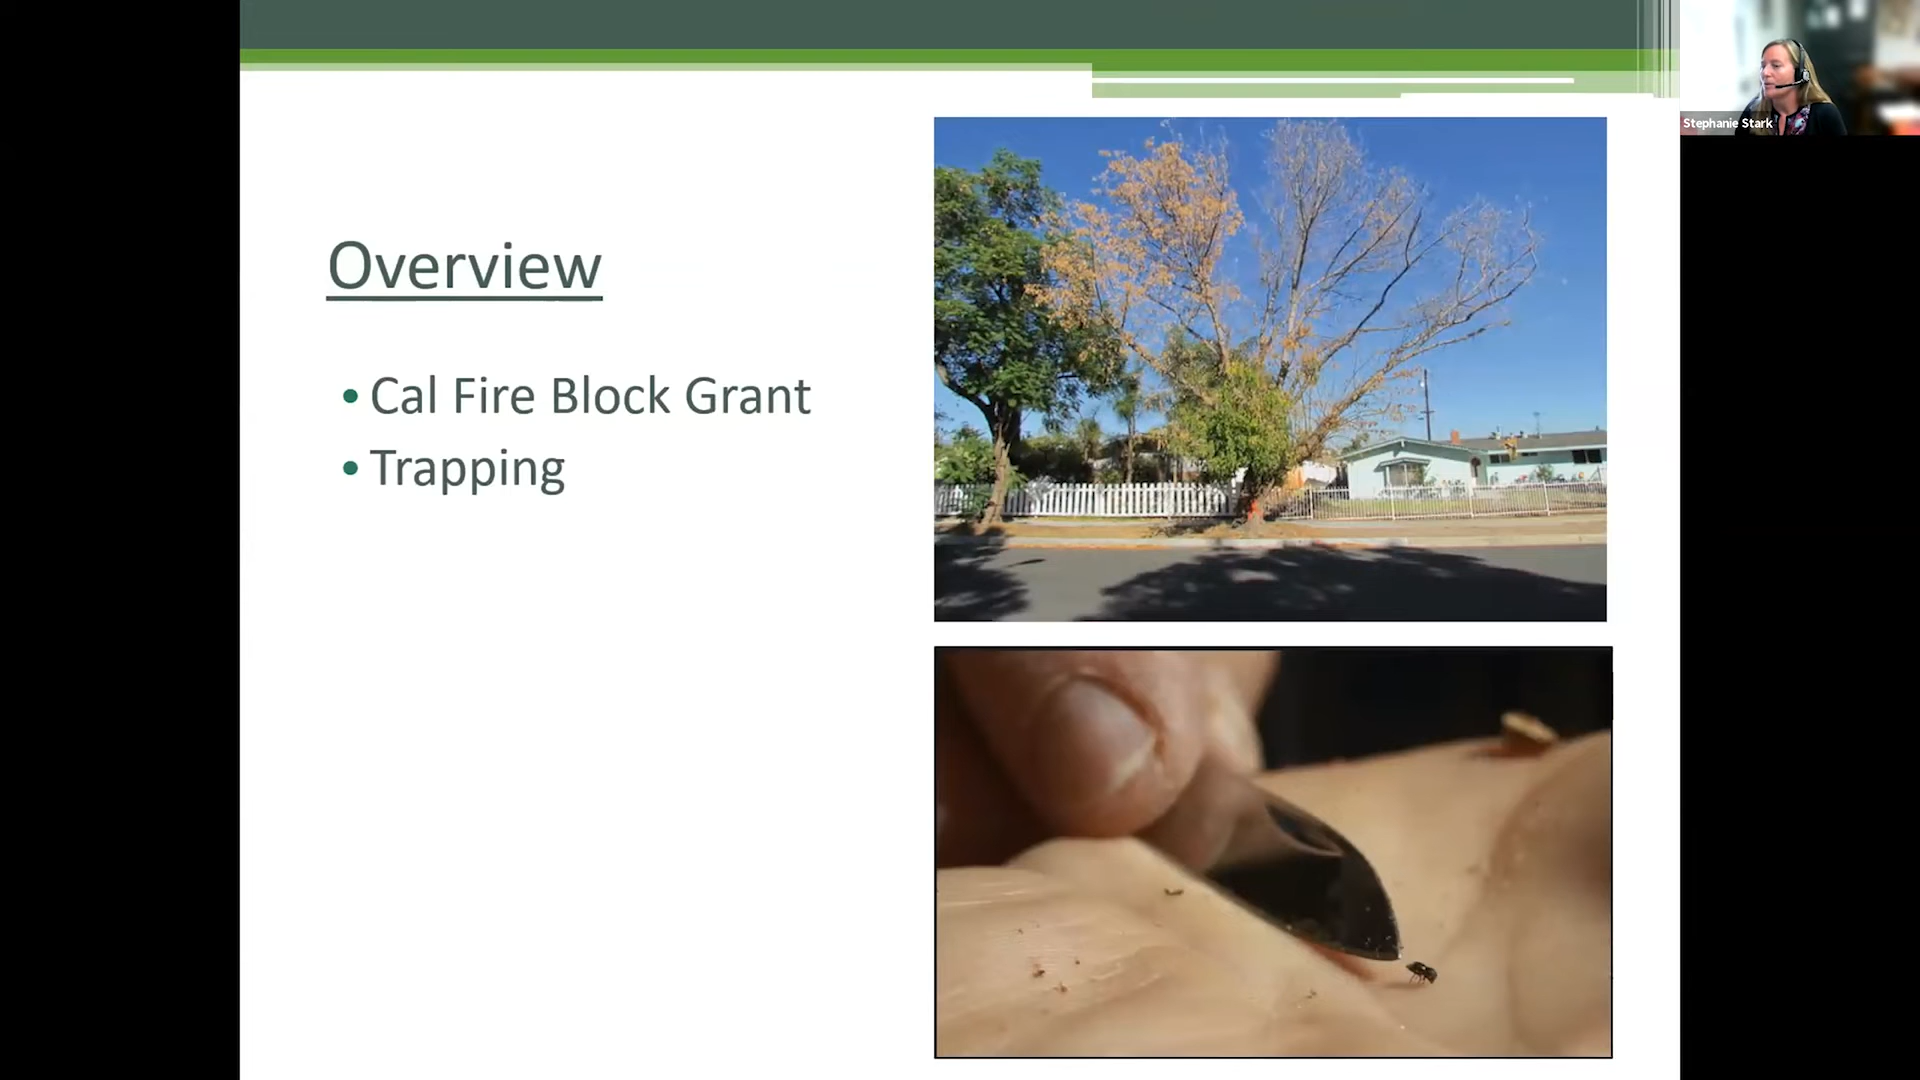 Stephanie Stark
Overview
• Cal Fire Block Grant
• Trapping